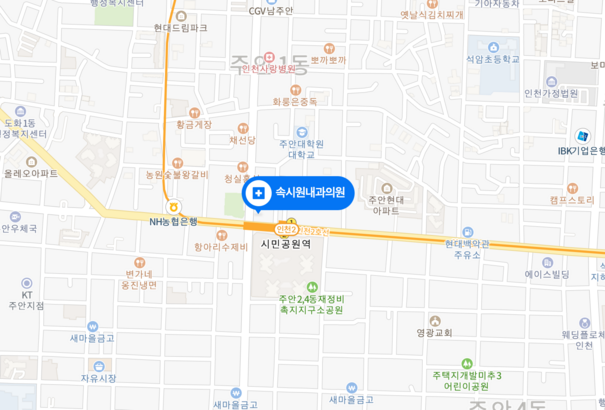 행정복지센터
CGV남주안
옛날식김치찌개
기아자동차
현대드림파크
주안 1동
뽀까뽀까
석암초등학교
인천사랑병원
인천가정법원
화룡은중독
도화1동
행정복지센터
황금게장
채선당
주안대학원
대학교
IBK기업은행
올레오아파트
농원숯불왕갈비
청실홍
속시원내과의원
주안현대
아파트
캠프스토리
안우체국
NH농협은행
인천2
인천2호선
항아리수제비
시민공원역
현대백악관
주유소
변가네
옹진냉면
에이스빌딩
KT
주안지점
주안2,4동재정비
촉지지구소공원
새마을금고
영광교회
웨딩플로체
인천
자유시장
주택지개발미추3
어린이공원
새마을금고
새마을금고
주안 4동